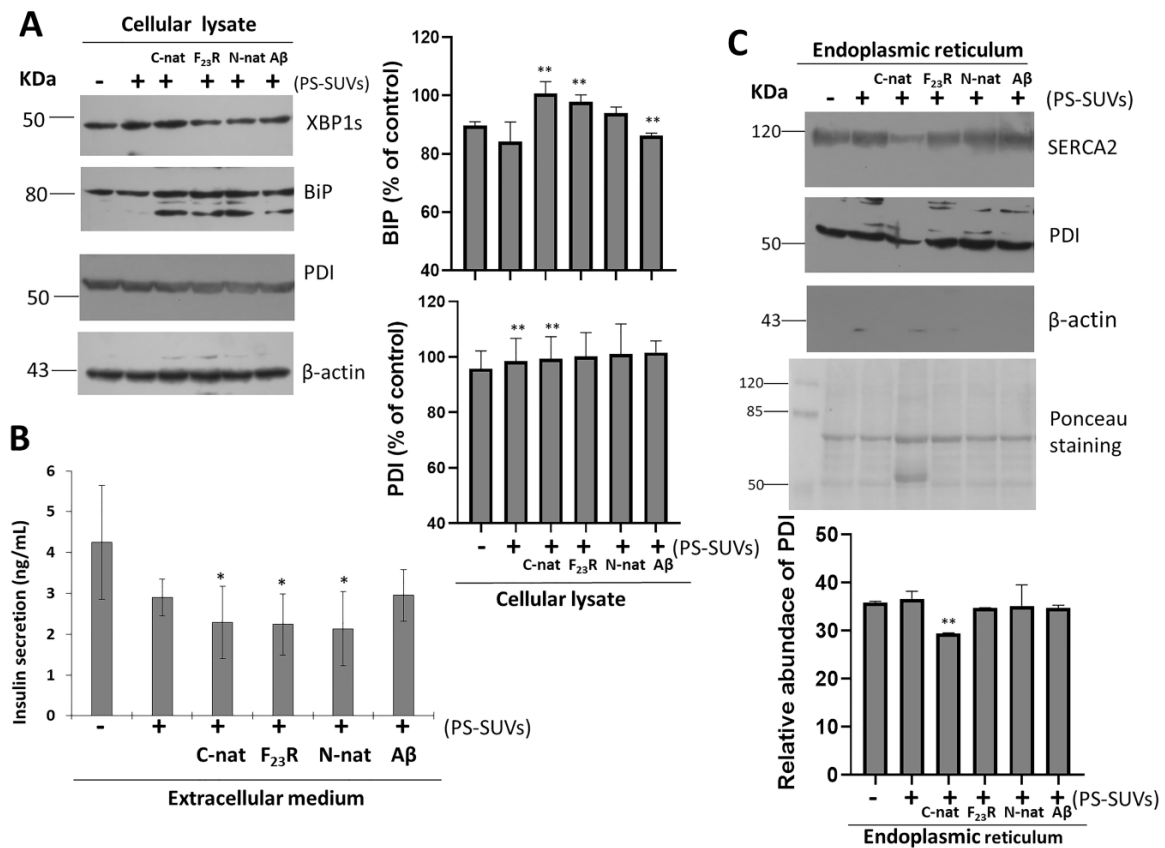 A
Cellular lysate
C-nat F₂₃R N-nat Aβ
KDa - + + + + + (PS-SUVs)
50 XBP1s
80 BiP
50 PDI
43 β-actin
BIP (% of control)
120
100
80
60
40
** ** **
PDI (% of control)
120
100
80
60
40
** **
- + + + + + (PS-SUVs)
C-nat F₂₃R N-nat Aβ
Cellular lysate
B
Insulin secretion (ng/mL)
6
5
4
3
2
1
0
* * *
- + + + + + (PS-SUVs)
C-nat F₂₃R N-nat Aβ
Extracellular medium
C
Endoplasmic reticulum
C-nat F₂₃R N-nat Aβ
KDa - + + + + + (PS-SUVs)
120 SERCA2
50 PDI
43 β-actin
120
85
50
Ponceau
staining
Relative abundace of PDI
50
40
30
20
10
0
**
- + + + + + (PS-SUVs)
C-nat F₂₃R N-nat Aβ
Endoplasmic reticulum